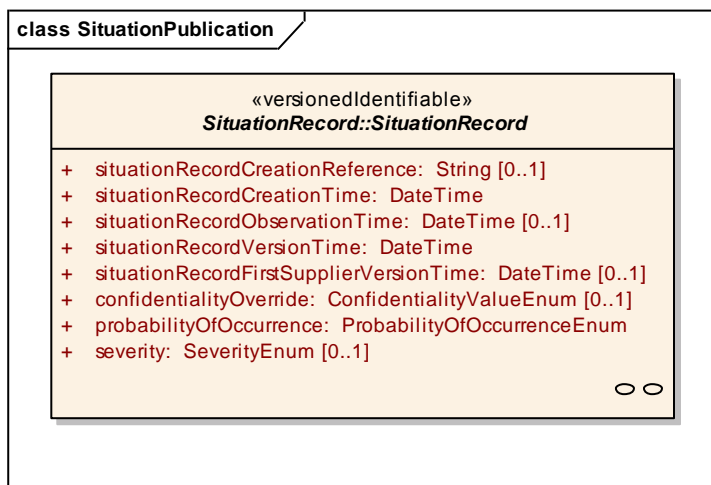 class SituationPublication
«versionedIdentifiable»
SituationRecord::SituationRecord
+ situationRecordCreationReference: String [0..1]
+ situationRecordCreationTime: DateTime
+ situationRecordObservationTime: DateTime [0..1]
+ situationRecordVersionTime: DateTime
+ situationRecordFirstSupplierVersionTime: DateTime [0..1]
+ confidentialityOverride: ConfidentialityValueEnum [0..1]
+ probabilityOfOccurrence: ProbabilityOfOccurrenceEnum
+ severity: SeverityEnum [0..1]